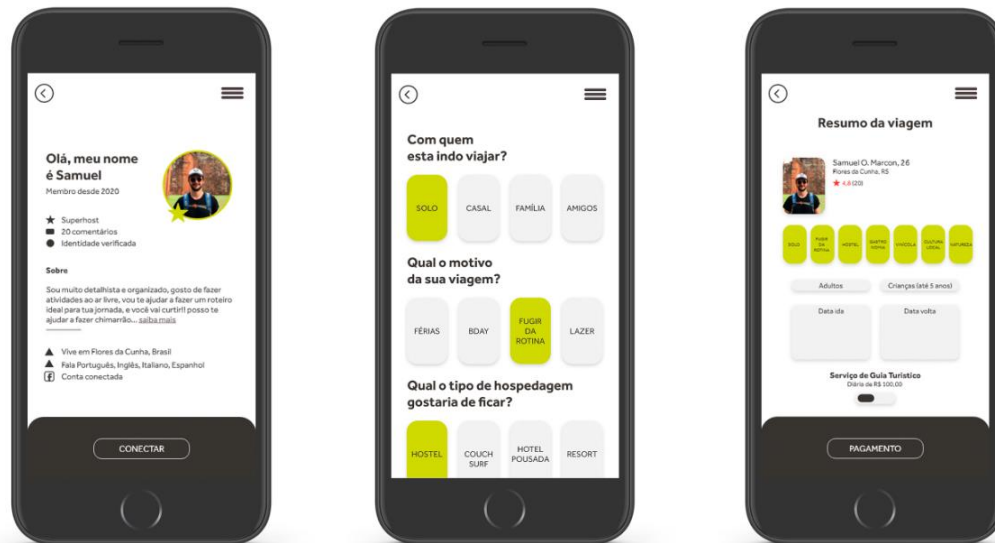 Olá, meu nome
é Samuel
Membro desde 2020
Superhost
20 comentários
Identidade verificada
Sobre
Sou muito detalhista e organizado, gosto de fazer
atividades ao ar livre, vou te ajudar a fazer um roteiro
ideal para tua jornada, e você vai curtir!! posso te
ajudar a fazer chimarrão... saiba mais
Vive em Flores da Cunha, Brasil
Fala Português, Inglês, Italiano, Espanhol
Conta conectada
CONECTAR
Com quem
esta indo viajar?
SOLO
CASAL
FAMÍLIA
AMIGOS
Qual o motivo
da sua viagem?
FÉRIAS
BDAY
FUGIR
DA
ROTINA
LAZER
Qual o tipo de hospedagem
gostaria de ficar?
HOSTEL
COUCH
SURF
HOTEL
POUSADA
RESORT
Resumo da viagem
Samuel O. Marcon, 26
Flores da Cunha, RS
4,8 (20)
SOLO
FUGIR
DA
ROTINA
HOSTEL
GASTRO
NOMIA
VINÍCOLA
CULTURA
LOCAL
NATUREZA
Adultos
Crianças (até 5 anos)
Data ida
Data volta
Serviço de Guia Turístico
Diária de R$ 100,00
PAGAMENTO